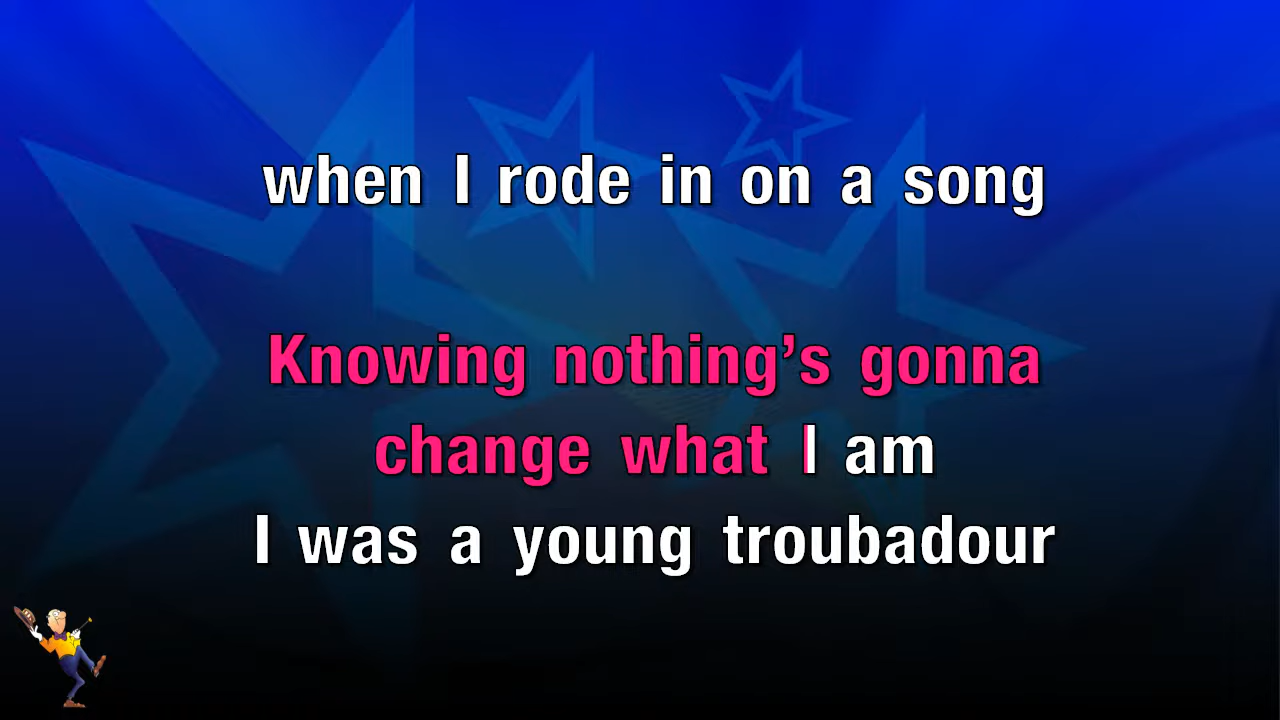 when I rode in on a song
Knowing nothing’s gonna
change what I am
I was a young troubadour